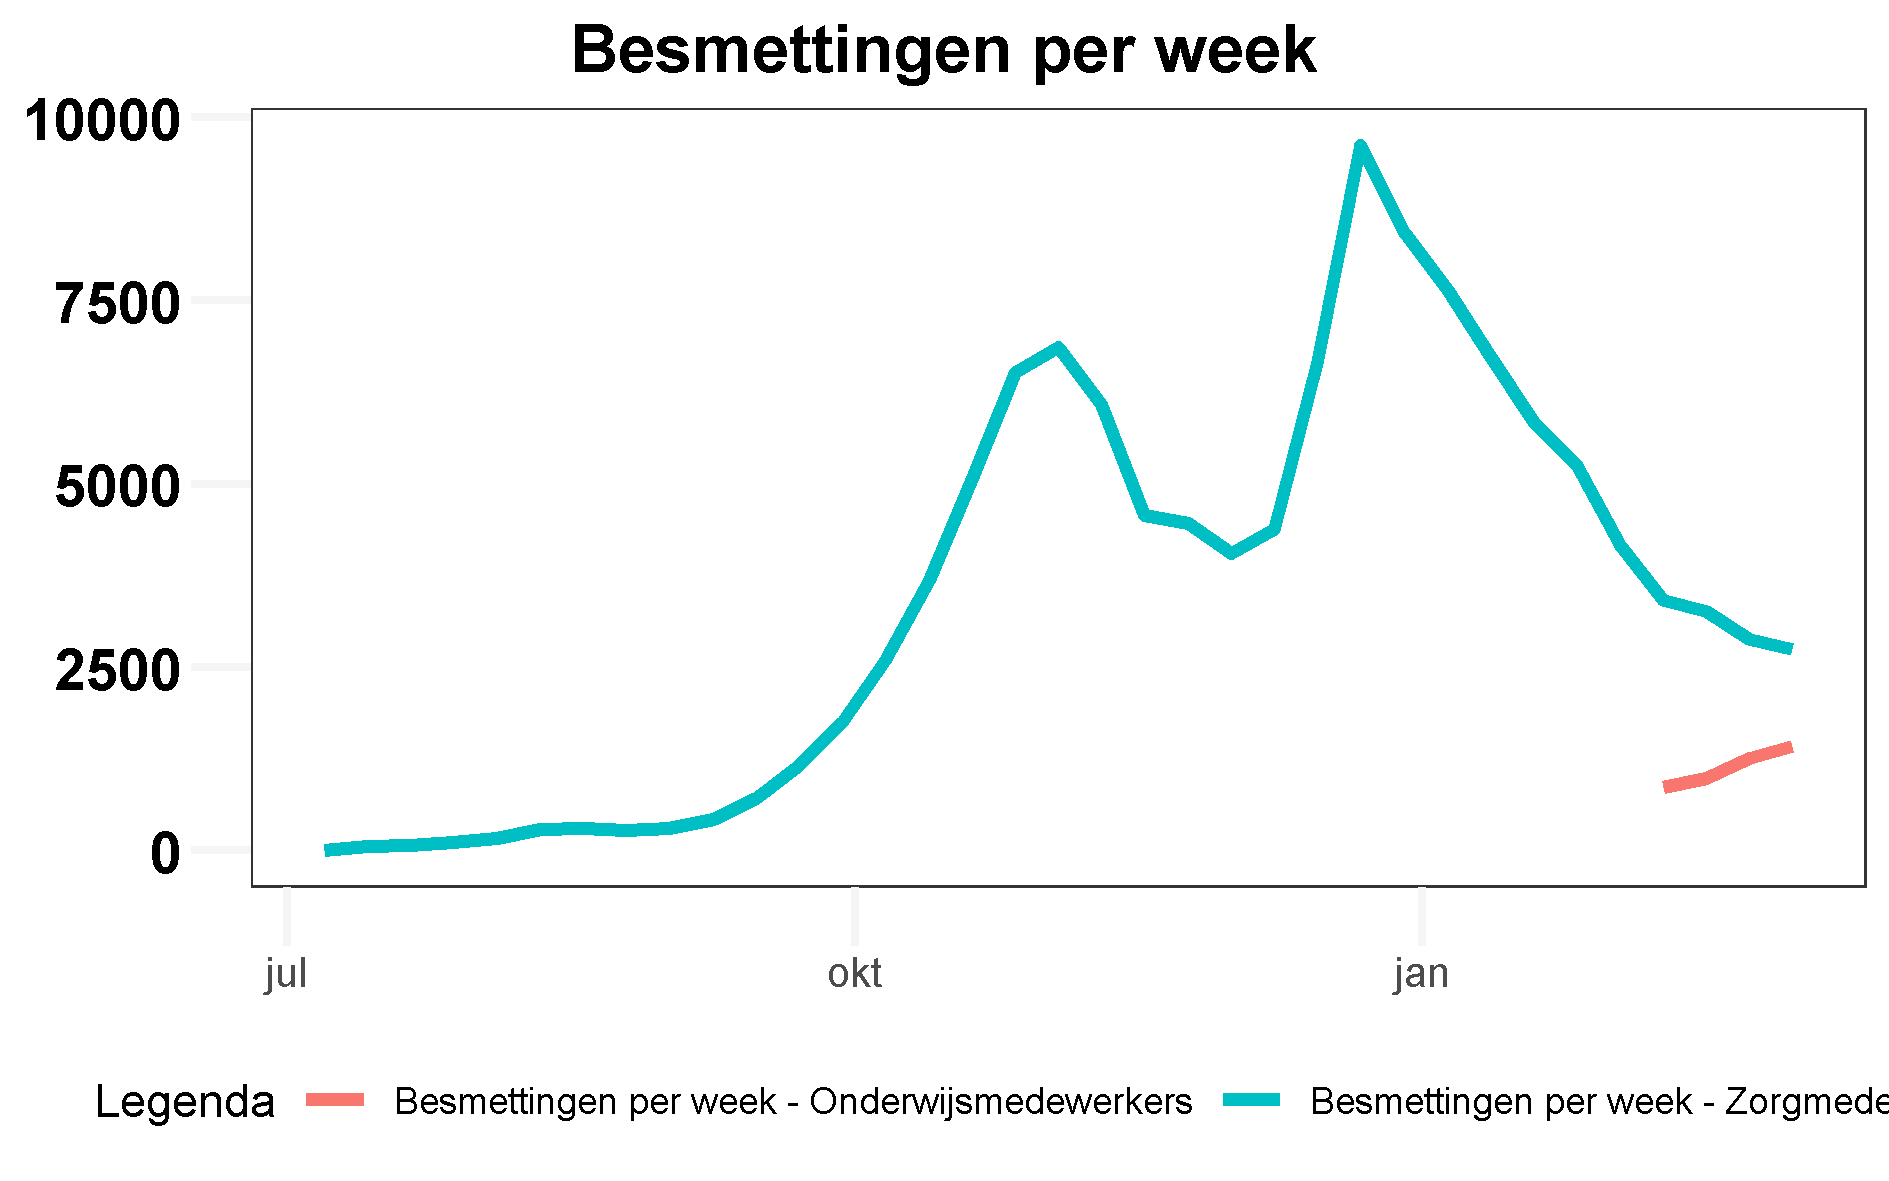 Besmettingen per week
10000
7500
5000
2500
0
jul okt jan
Legenda Besmettingen per week - Onderwijsmedewerkers Besmettingen per week - Zorgmede